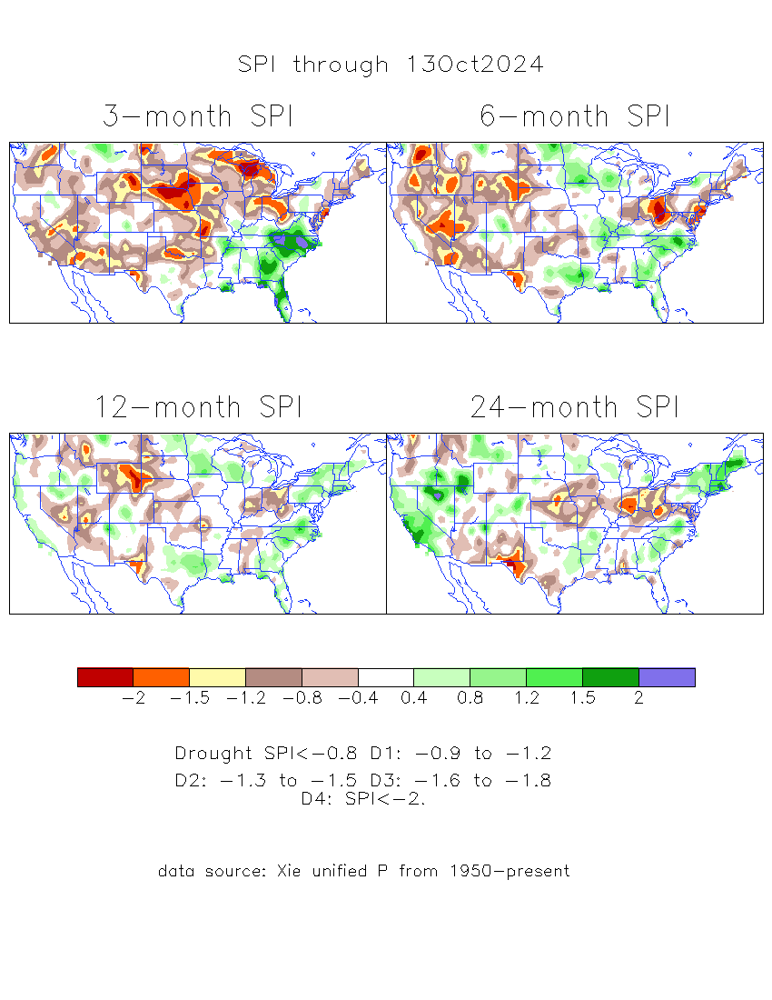 SPI through 13Oct2024
3-month SPI
6-month SPI
12-month SPI
24-month SPI
-2 -1.5 -1.2 -0.8 -0.4 0.4 0.8 1.2 1.5 2
Drought SPI<-0.8 D1: -0.9 to -1.2
D2: -1.3 to -1.5 D3: -1.6 to -1.8
D4: SPI<-2.
data source: Xie unified P from 1950-present